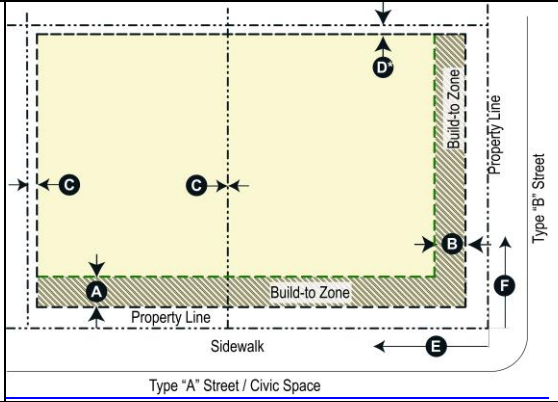 D*
Build-to Zone
Property Line
Type "B" Street
C
C
B
F
A
Build-to Zone
Property Line
Sidewalk
E
Type "A" Street / Civic Space